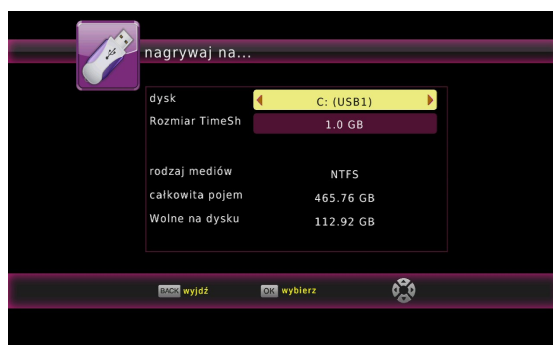 nagrywaj na...
dysk C: (USB1)
Rozmiar TimeSh 1.0 GB
rodzaj mediów NTFS
całkowita pojem 465.76 GB
Wolne na dysku 112.92 GB
BACK wyjdź OK wybierz